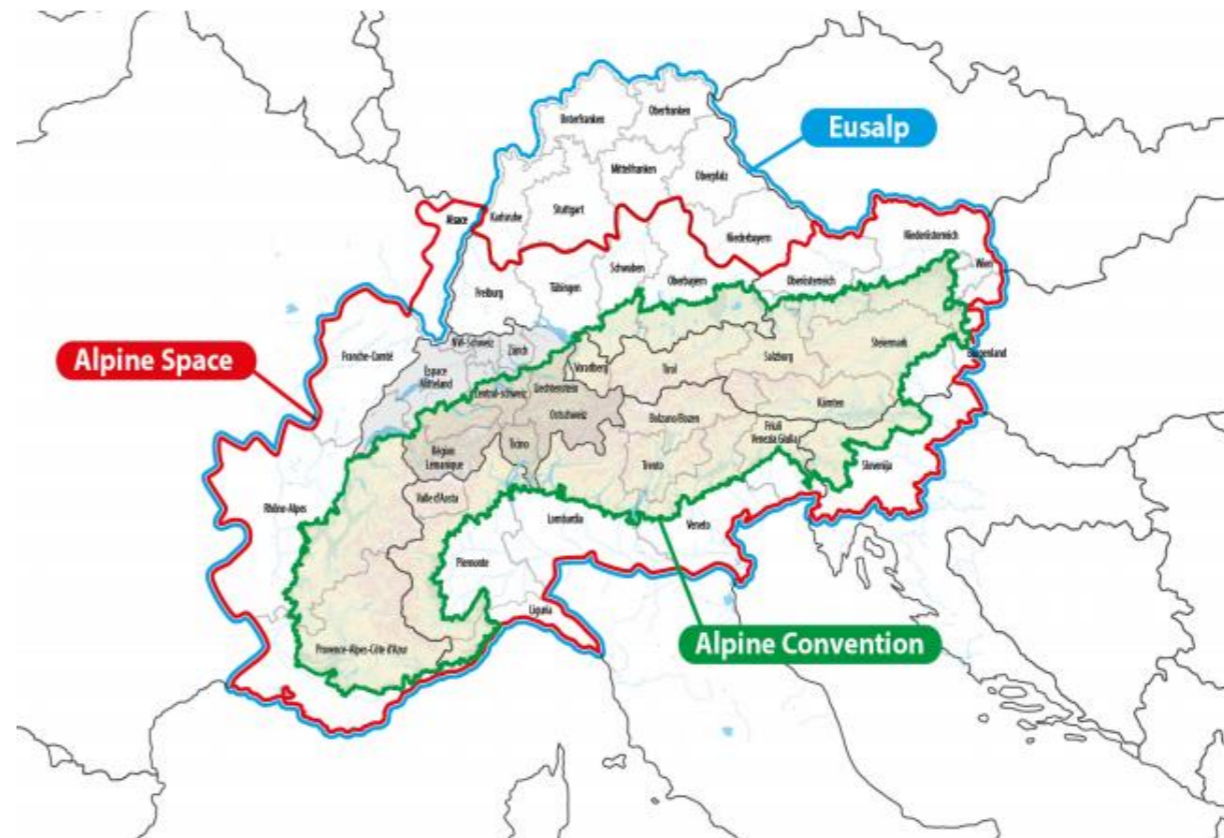 Unterfranken
Oberfranken
Eusalp
Mittelfranken
Oberpfalz
Alsace
Karlsruhe
Stuttgart
Niederbayern
Niederösterreich
Wien
Schwaben
Oberbayern
Oberösterreich
Freiburg
Tübingen
Alpine Space
Franche-Comté
NW-Schweiz
Zürich
Burgenland
Steiermark
Salzburg
Espace
Mitteland
Vorarlberg
Tirol
Liechtenstein
Central-schweiz
Ostschweiz
Kärnten
Bolzano/Bozen
Friuli
Venezia Giulia
Ticino
Région
Lemanique
Trento
Slovenija
Valle d'Aosta
Rhône-Alpes
Lombardia
Veneto
Piemonte
Liguria
Alpine Convention
Provence-Alpes-Côte d'Azur